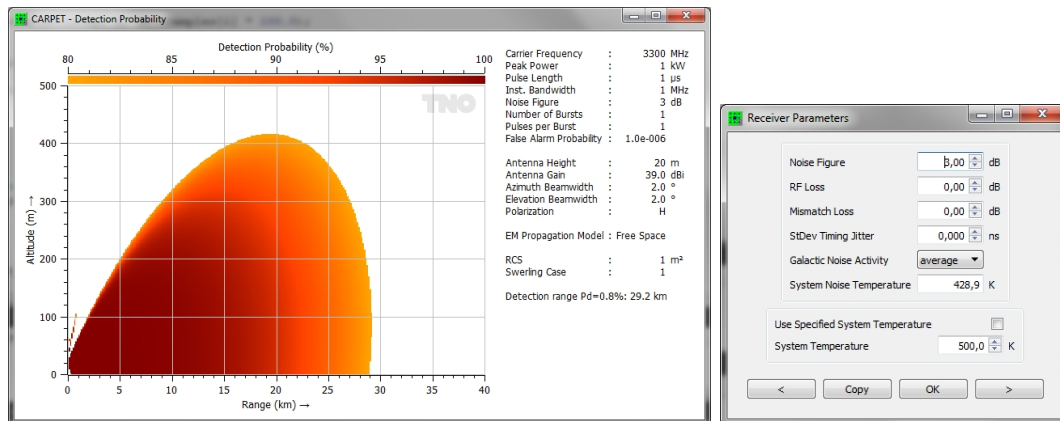 CARPET - Detection Probability
Detection Probability (%)
80 85 90 95 100
TNO
500
400
300
200
100
0
Altitude (m) →
0 5 10 15 20 25 30 35 40
Range (km) →
Carrier Frequency : 3300 MHz
Peak Power : 1 kW
Pulse Length : 1 µs
Inst. Bandwidth : 1 MHz
Noise Figure : 3 dB
Number of Bursts : 1
Pulses per Burst : 1
False Alarm Probability : 1.0e-006
Antenna Height : 20 m
Antenna Gain : 39.0 dBi
Azimuth Beamwidth : 2.0 °
Elevation Beamwidth : 2.0 °
Polarization : H
EM Propagation Model : Free Space
RCS : 1 m²
Swerling Case : 1
Detection range Pd=0.8%: 29.2 km
Receiver Parameters
Noise Figure 3,00 dB
RF Loss 0,00 dB
Mismatch Loss 0,00 dB
StDev Timing Jitter 0,000 ns
Galactic Noise Activity average
System Noise Temperature 428,9 K
Use Specified System Temperature
System Temperature 500,0 K
< Copy OK >